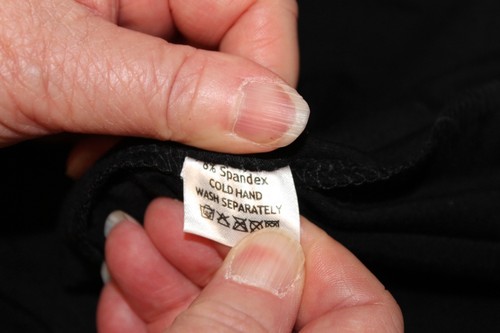 8% Spandex
COLD HAND
WASH SEPARATELY